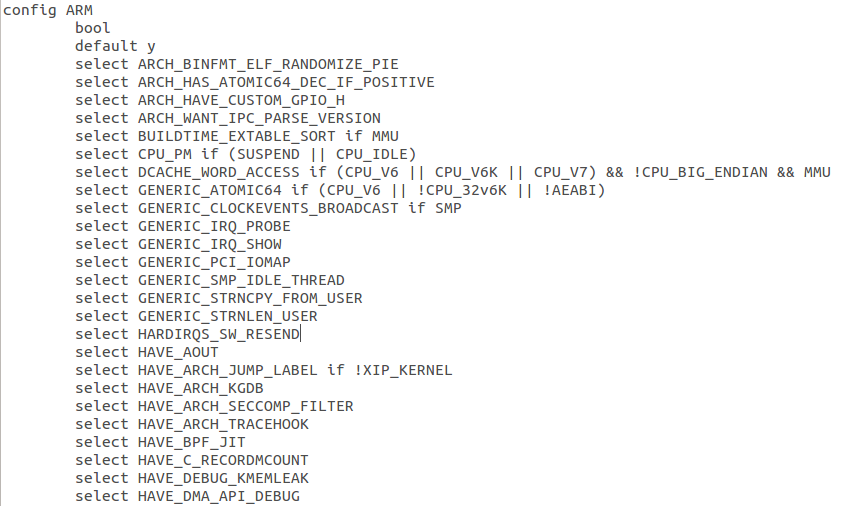 config ARM
bool
default y
select ARCH_BINFMT_ELF_RANDOMIZE_PIE
select ARCH_HAS_ATOMIC64_DEC_IF_POSITIVE
select ARCH_HAVE_CUSTOM_GPIO_H
select ARCH_WANT_IPC_PARSE_VERSION
select BUILDTIME_EXTABLE_SORT if MMU
select CPU_PM if (SUSPEND || CPU_IDLE)
select DCACHE_WORD_ACCESS if (CPU_V6 || CPU_V6K || CPU_V7) && !CPU_BIG_ENDIAN && MMU
select GENERIC_ATOMIC64 if (CPU_V6 || !CPU_32v6K || !AEABI)
select GENERIC_CLOCKEVENTS_BROADCAST if SMP
select GENERIC_IRQ_PROBE
select GENERIC_IRQ_SHOW
select GENERIC_PCI_IOMAP
select GENERIC_SMP_IDLE_THREAD
select GENERIC_STRNCPY_FROM_USER
select GENERIC_STRNLEN_USER
select HARDIRQS_SW_RESEND
select HAVE_AOUT
select HAVE_ARCH_JUMP_LABEL if !XIP_KERNEL
select HAVE_ARCH_KGDB
select HAVE_ARCH_SECCOMP_FILTER
select HAVE_ARCH_TRACEHOOK
select HAVE_BPF_JIT
select HAVE_C_RECORDMCOUNT
select HAVE_DEBUG_KMEMLEAK
select HAVE_DMA_API_DEBUG